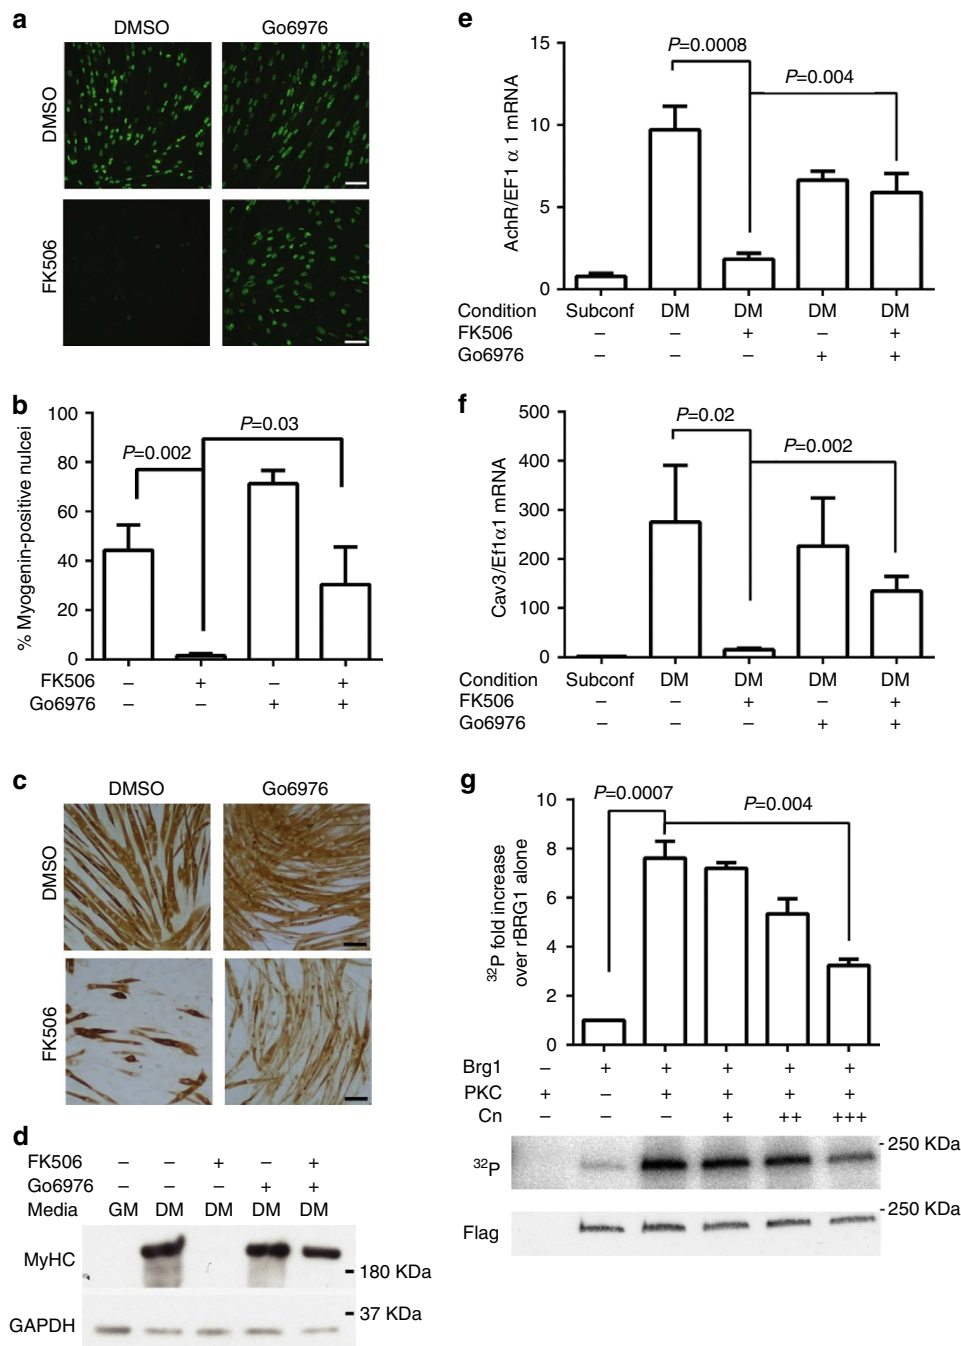 a
DMSO Go6976
DMSO
FK506
b
% Myogenin-positive nulcei
100
80
60
40
20
0
P=0.002
P=0.03
FK506 – + – +
Go6976 – – + +
c
DMSO Go6976
DMSO
FK506
d
FK506 – – + – +
Go6976 – – – + +
Media GM DM DM DM DM
MyHC
180 KDa
37 KDa
GAPDH
e
AchR/EF1 α 1 mRNA
15
10
5
0
P=0.0008
P=0.004
Condition Subconf DM DM DM DM
FK506 – – + – +
Go6976 – – – + +
f
Cav3/Ef1α1 mRNA
500
400
300
200
100
0
P=0.02
P=0.002
Condition Subconf DM DM DM DM
FK506 – – + – +
Go6976 – – – + +
g
³²P fold increase
over rBRG1 alone
10
8
6
4
2
0
P=0.0007
P=0.004
Brg1 – + + + + +
PKC + – + + + +
Cn – – – + ++ +++
250 KDa
³²P
250 KDa
Flag